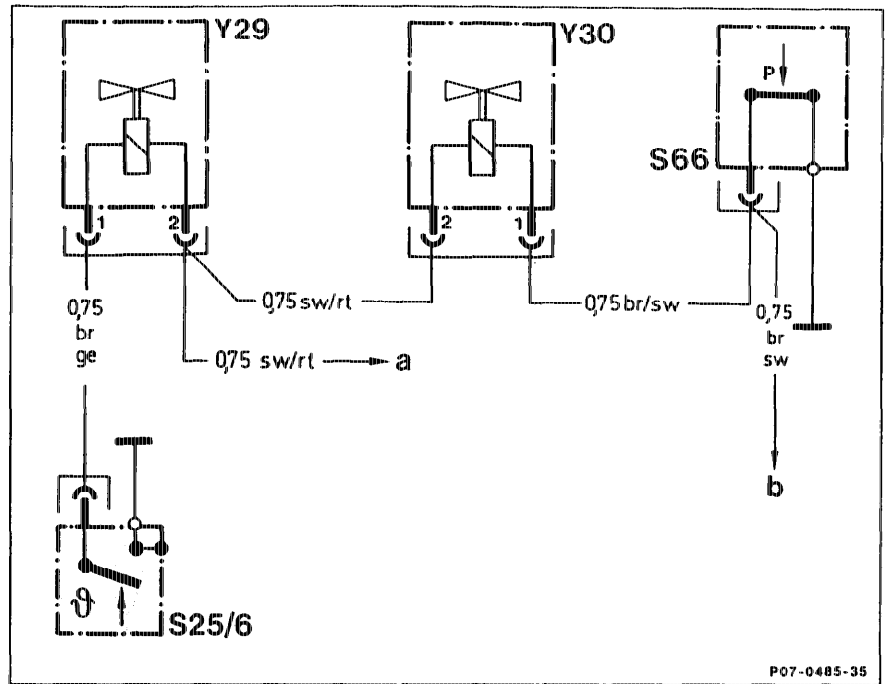 Y29
Y30
P
S66
1
2
2
1
0,75 sw/rt
0,75 br/sw
0,75
br
ge
0,75
br
sw
0,75 sw/rt
a
b
ϑ
S25/6
P07-0485-35